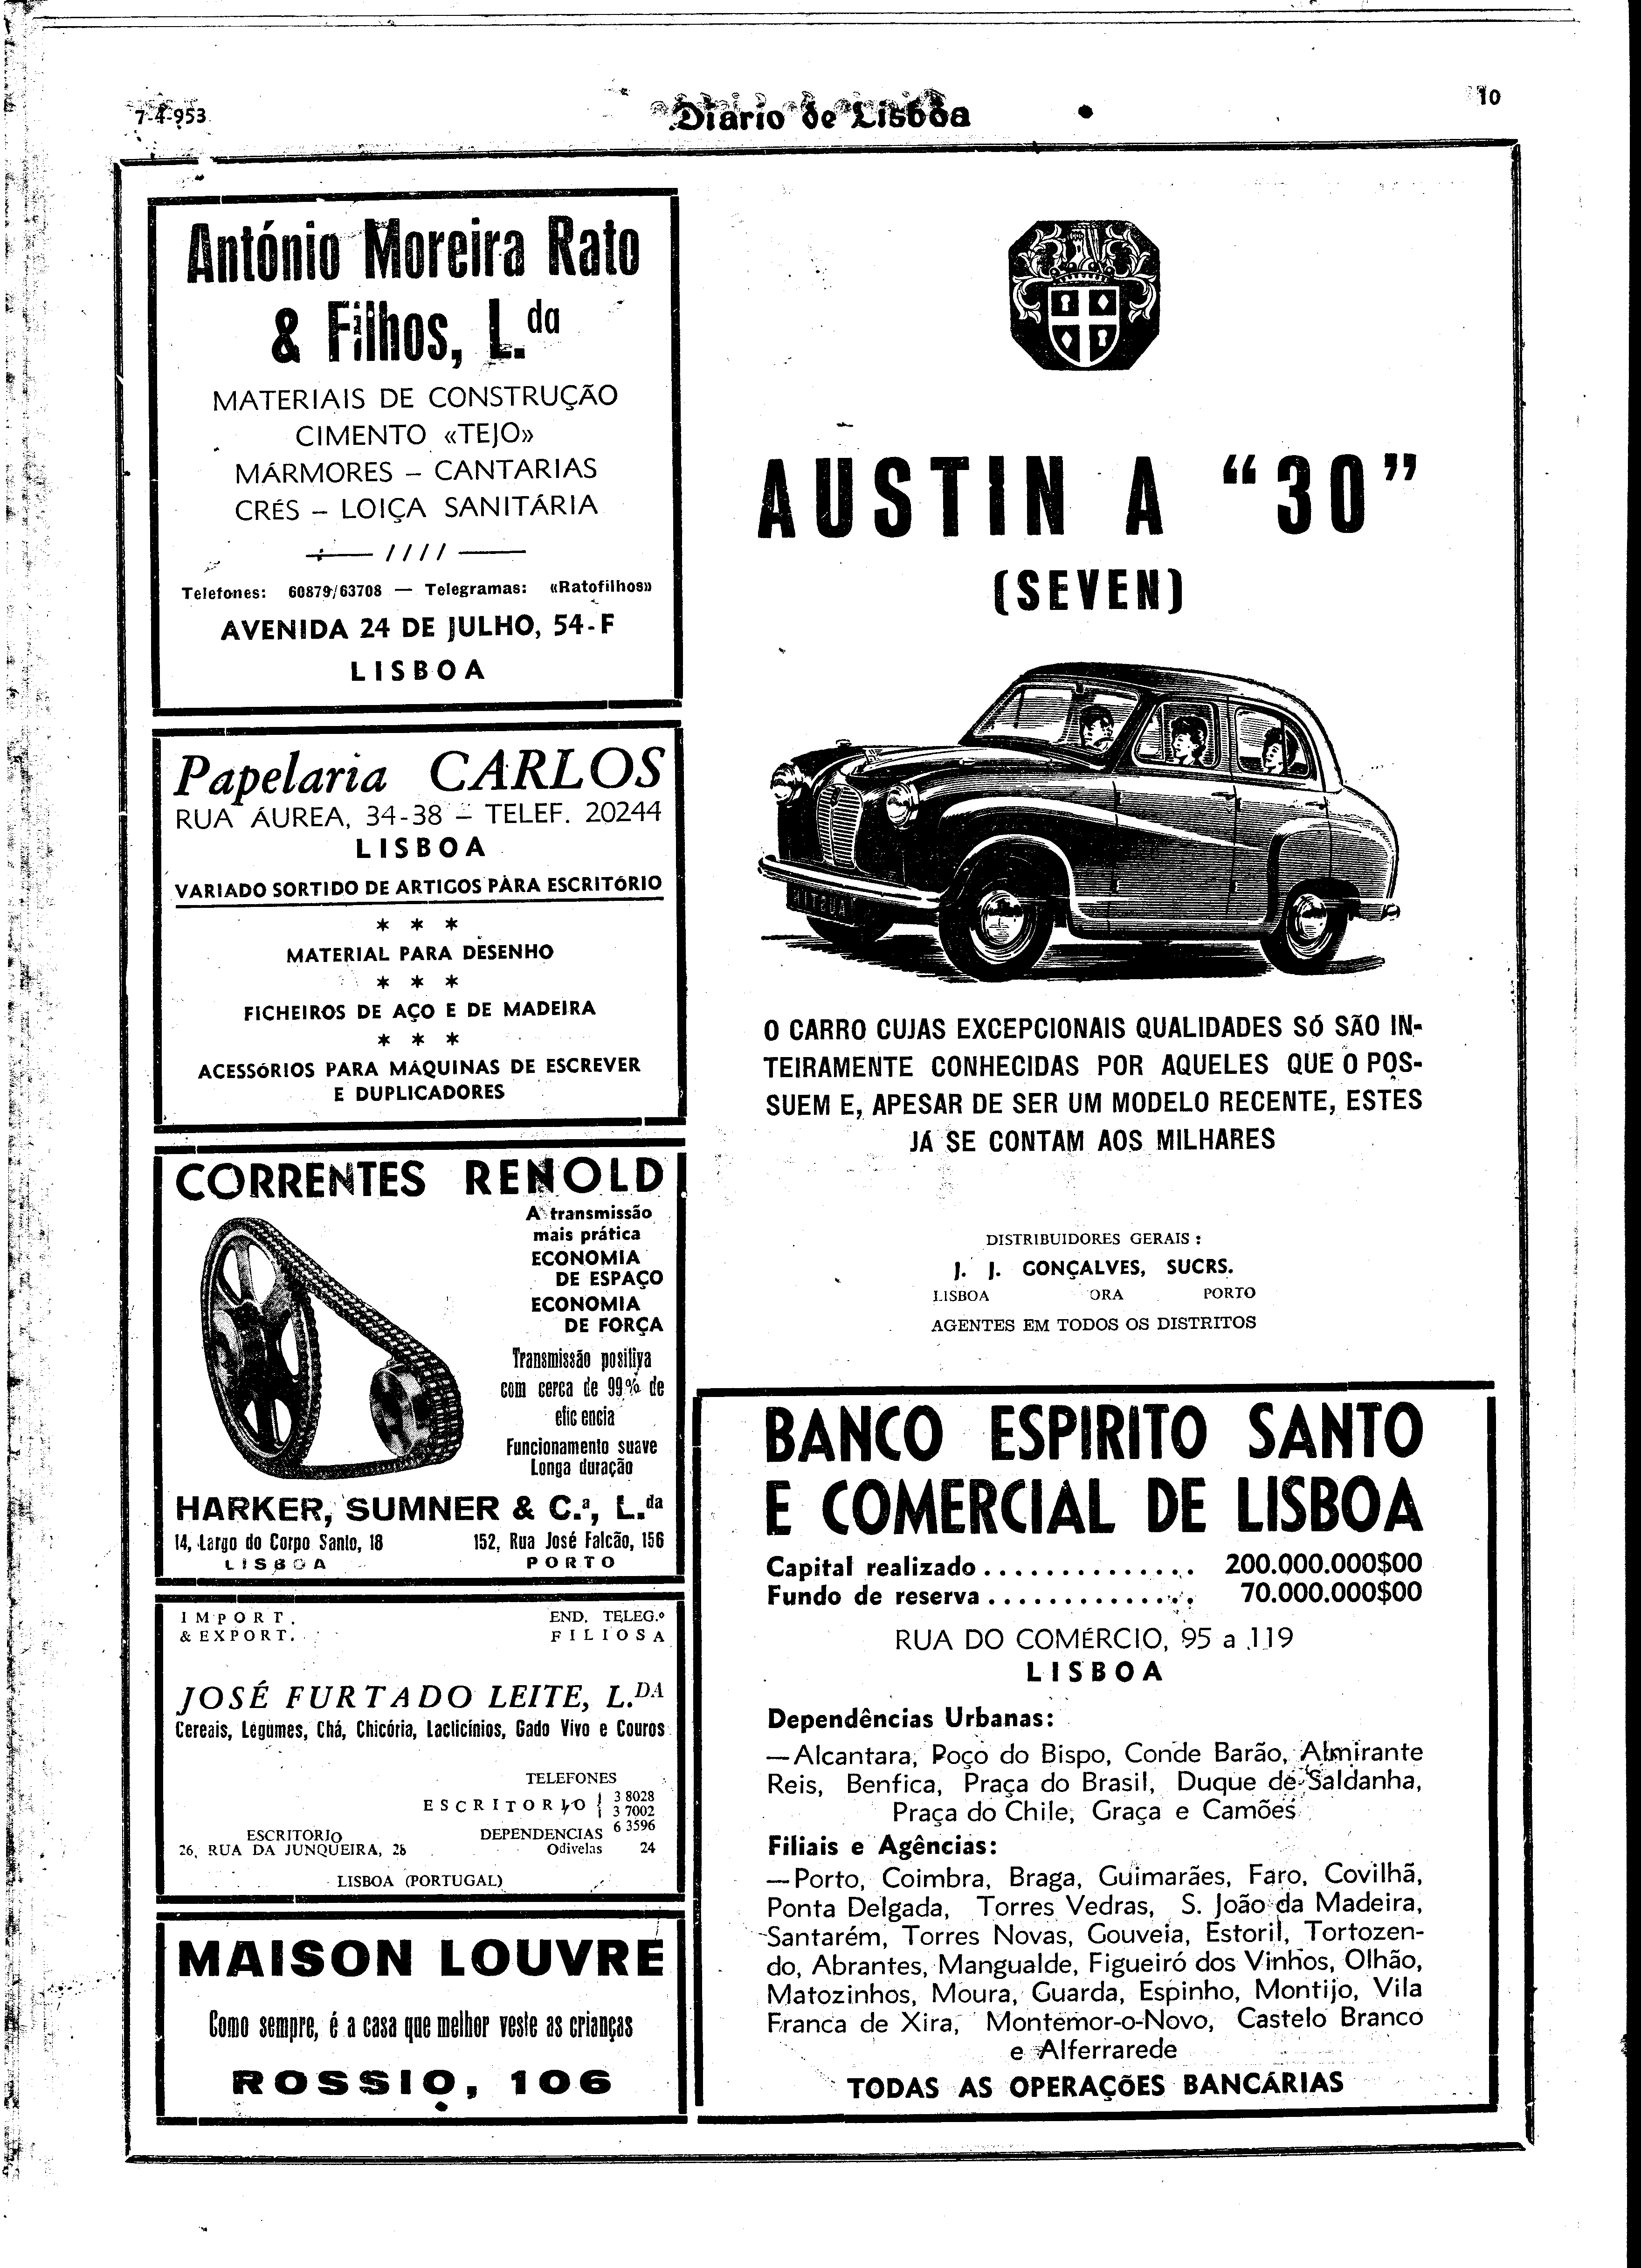 7-4-953
Diário de Lisboa
10
António Moreira Rato
& Filhos, L.da
MATERIAIS DE CONSTRUÇÃO
CIMENTO «TEJO»
MÁRMORES – CANTARIAS
CRÉS – LOIÇA SANITÁRIA
Telefones: 60879/63708 — Telegramas: «Ratofilhos»
AVENIDA 24 DE JULHO, 54-F
LISBOA
Papelaria CARLOS
RUA ÁUREA, 34-38 – TELEF. 20244
LISBOA
VARIADO SORTIDO DE ARTIGOS PARA ESCRITÓRIO
* * *
MATERIAL PARA DESENHO
* * *
FICHEIROS DE AÇO E DE MADEIRA
* * *
ACESSÓRIOS PARA MÁQUINAS DE ESCREVER
E DUPLICADORES
CORRENTES RENOLD
A transmissão
mais prática
ECONOMIA
DE ESPAÇO
ECONOMIA
DE FORÇA
Transmissão positiva
com cerca de 99% de
eficiencia
Funcionamento suave
Longa duração
HARKER, SUMNER & C.ª, L.da
14, Largo do Corpo Santo, 18 152, Rua José Falcão, 156
LISBOA PORTO
IMPORT. END. TELEG.º
& EXPORT. FILIOSA
JOSÉ FURTADO LEITE, L.DA
Cereais, Legumes, Chá, Chicória, Lacticínios, Gado Vivo e Couros
TELEFONES
ESCRITORIO { 3 8028
3 7002
6 3596
ESCRITORIO DEPENDENCIAS
26, RUA DA JUNQUEIRA, 28 Odivelas 24
LISBOA (PORTUGAL)
MAISON LOUVRE
Como sempre, é a casa que melhor veste as crianças
ROSSIO, 106
AUSTIN A “30”
(SEVEN)
AUSTIN
O CARRO CUJAS EXCEPCIONAIS QUALIDADES SÓ SÃO IN-
TEIRAMENTE CONHECIDAS POR AQUELES QUE O POS-
SUEM E, APESAR DE SER UM MODELO RECENTE, ESTES
JÁ SE CONTAM AOS MILHARES
DISTRIBUIDORES GERAIS:
J. J. GONÇALVES, SUCRS.
LISBOA PORTO
AGENTES EM TODOS OS DISTRITOS
BANCO ESPIRITO SANTO
E COMERCIAL DE LISBOA
Capital realizado .............. 200.000.000$00
Fundo de reserva .............. 70.000.000$00
RUA DO COMÉRCIO, 95 a 119
LISBOA
Dependências Urbanas:
—Alcantara, Poço do Bispo, Conde Barão, Almirante
Reis, Benfica, Praça do Brasil, Duque de Saldanha,
Praça do Chile, Graça e Camões
Filiais e Agências:
—Porto, Coimbra, Braga, Guimarães, Faro, Covilhã,
Ponta Delgada, Torres Vedras, S. João da Madeira,
Santarém, Torres Novas, Gouveia, Estoril, Tortozen-
do, Abrantes, Mangualde, Figueiró dos Vinhos, Olhão,
Matozinhos, Moura, Guarda, Espinho, Montijo, Vila
Franca de Xira, Montemor-o-Novo, Castelo Branco
e Alferrarede
TODAS AS OPERAÇÕES BANCÁRIAS